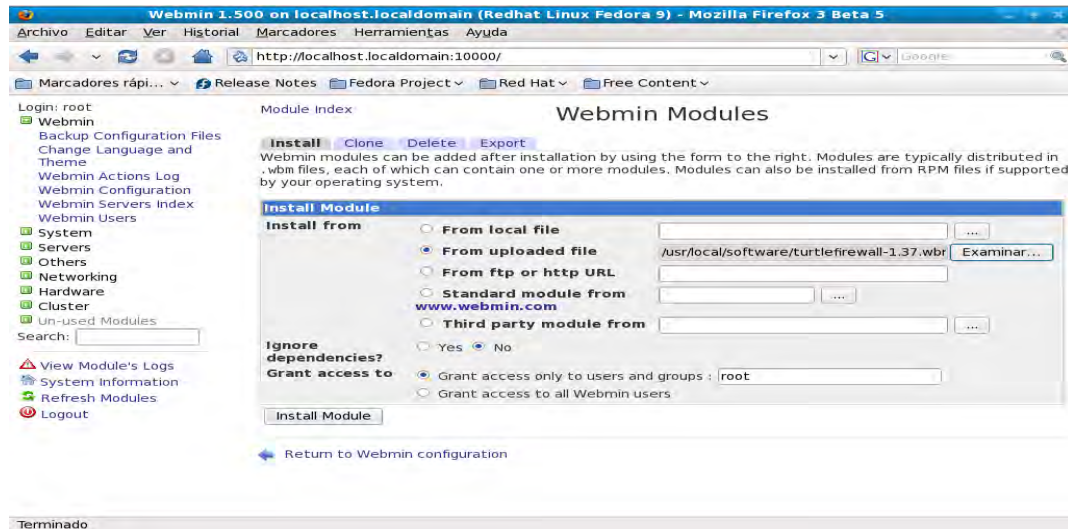 Webmin 1.500 on localhost.localdomain (Redhat Linux Fedora 9) - Mozilla Firefox 3 Beta 5
Archivo Editar Ver Historial Marcadores Herramientas Ayuda
http://localhost.localdomain:10000/
G Google
Marcadores rápi... Release Notes Fedora Project Red Hat Free Content
Login: root
Webmin
Backup Configuration Files
Change Language and
Theme
Webmin Actions Log
Webmin Configuration
Webmin Servers Index
Webmin Users
System
Servers
Others
Networking
Hardware
Cluster
Un-used Modules
Search:
View Module's Logs
System Information
Refresh Modules
Logout
Module Index
Webmin Modules
Install Clone Delete Export
Webmin modules can be added after installation by using the form to the right. Modules are typically distributed in
.wbm files, each of which can contain one or more modules. Modules can also be installed from RPM files if supported
by your operating system.
Install Module
Install from
From local file ...
From uploaded file /usr/local/software/turtlefirewall-1.37.wbr Examinar...
From ftp or http URL
Standard module from ...
www.webmin.com
Third party module from ...
Ignore
dependencies? Yes No
Grant access to Grant access only to users and groups : root
Grant access to all Webmin users
Install Module
Return to Webmin configuration
Terminado